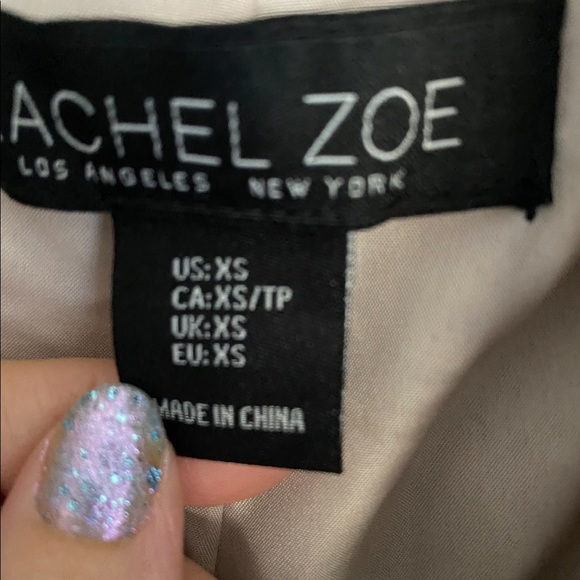 ACHEL ZOE
LOS ANGELES NEW YORK
US:XS
CA:XS/TP
UK:XS
EU:XS
MADE IN CHINA